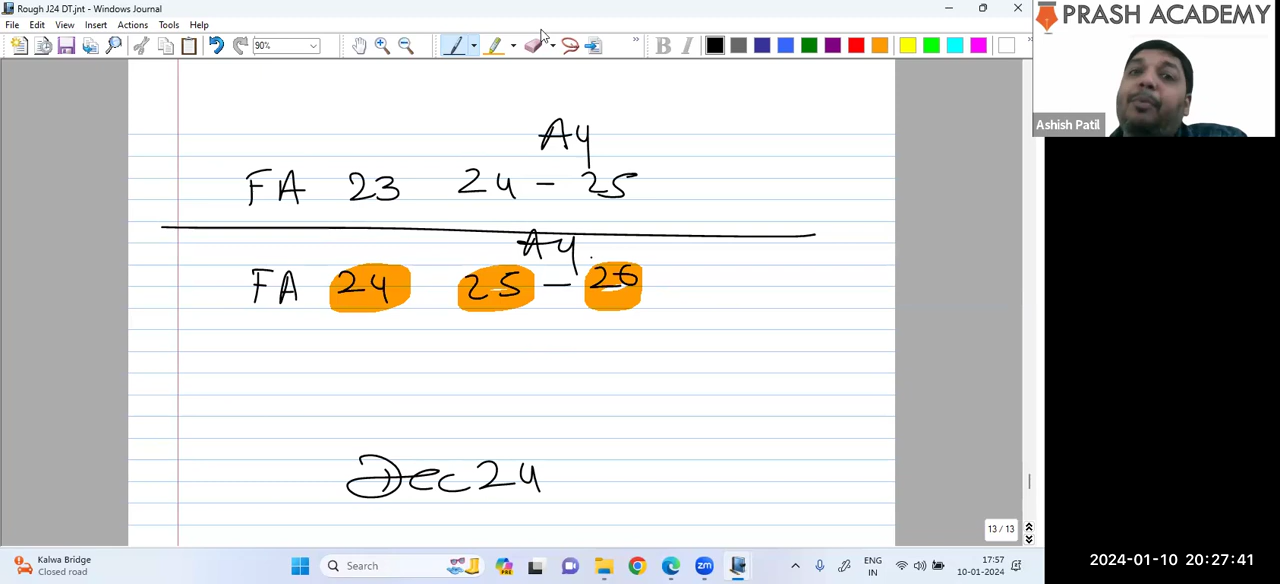 Rough J24 DT.jnt - Windows Journal
File Edit View Insert Actions Tools Help
90%
PRASH ACADEMY
Ashish Patil
AY
FA 23 24 - 25
AY.
FA 24 25 - 26
Dec 24
13 / 13
Kalwa Bridge
Closed road
Search
ENG
IN
17:57
10-01-2024
2024-01-10 20:27:41